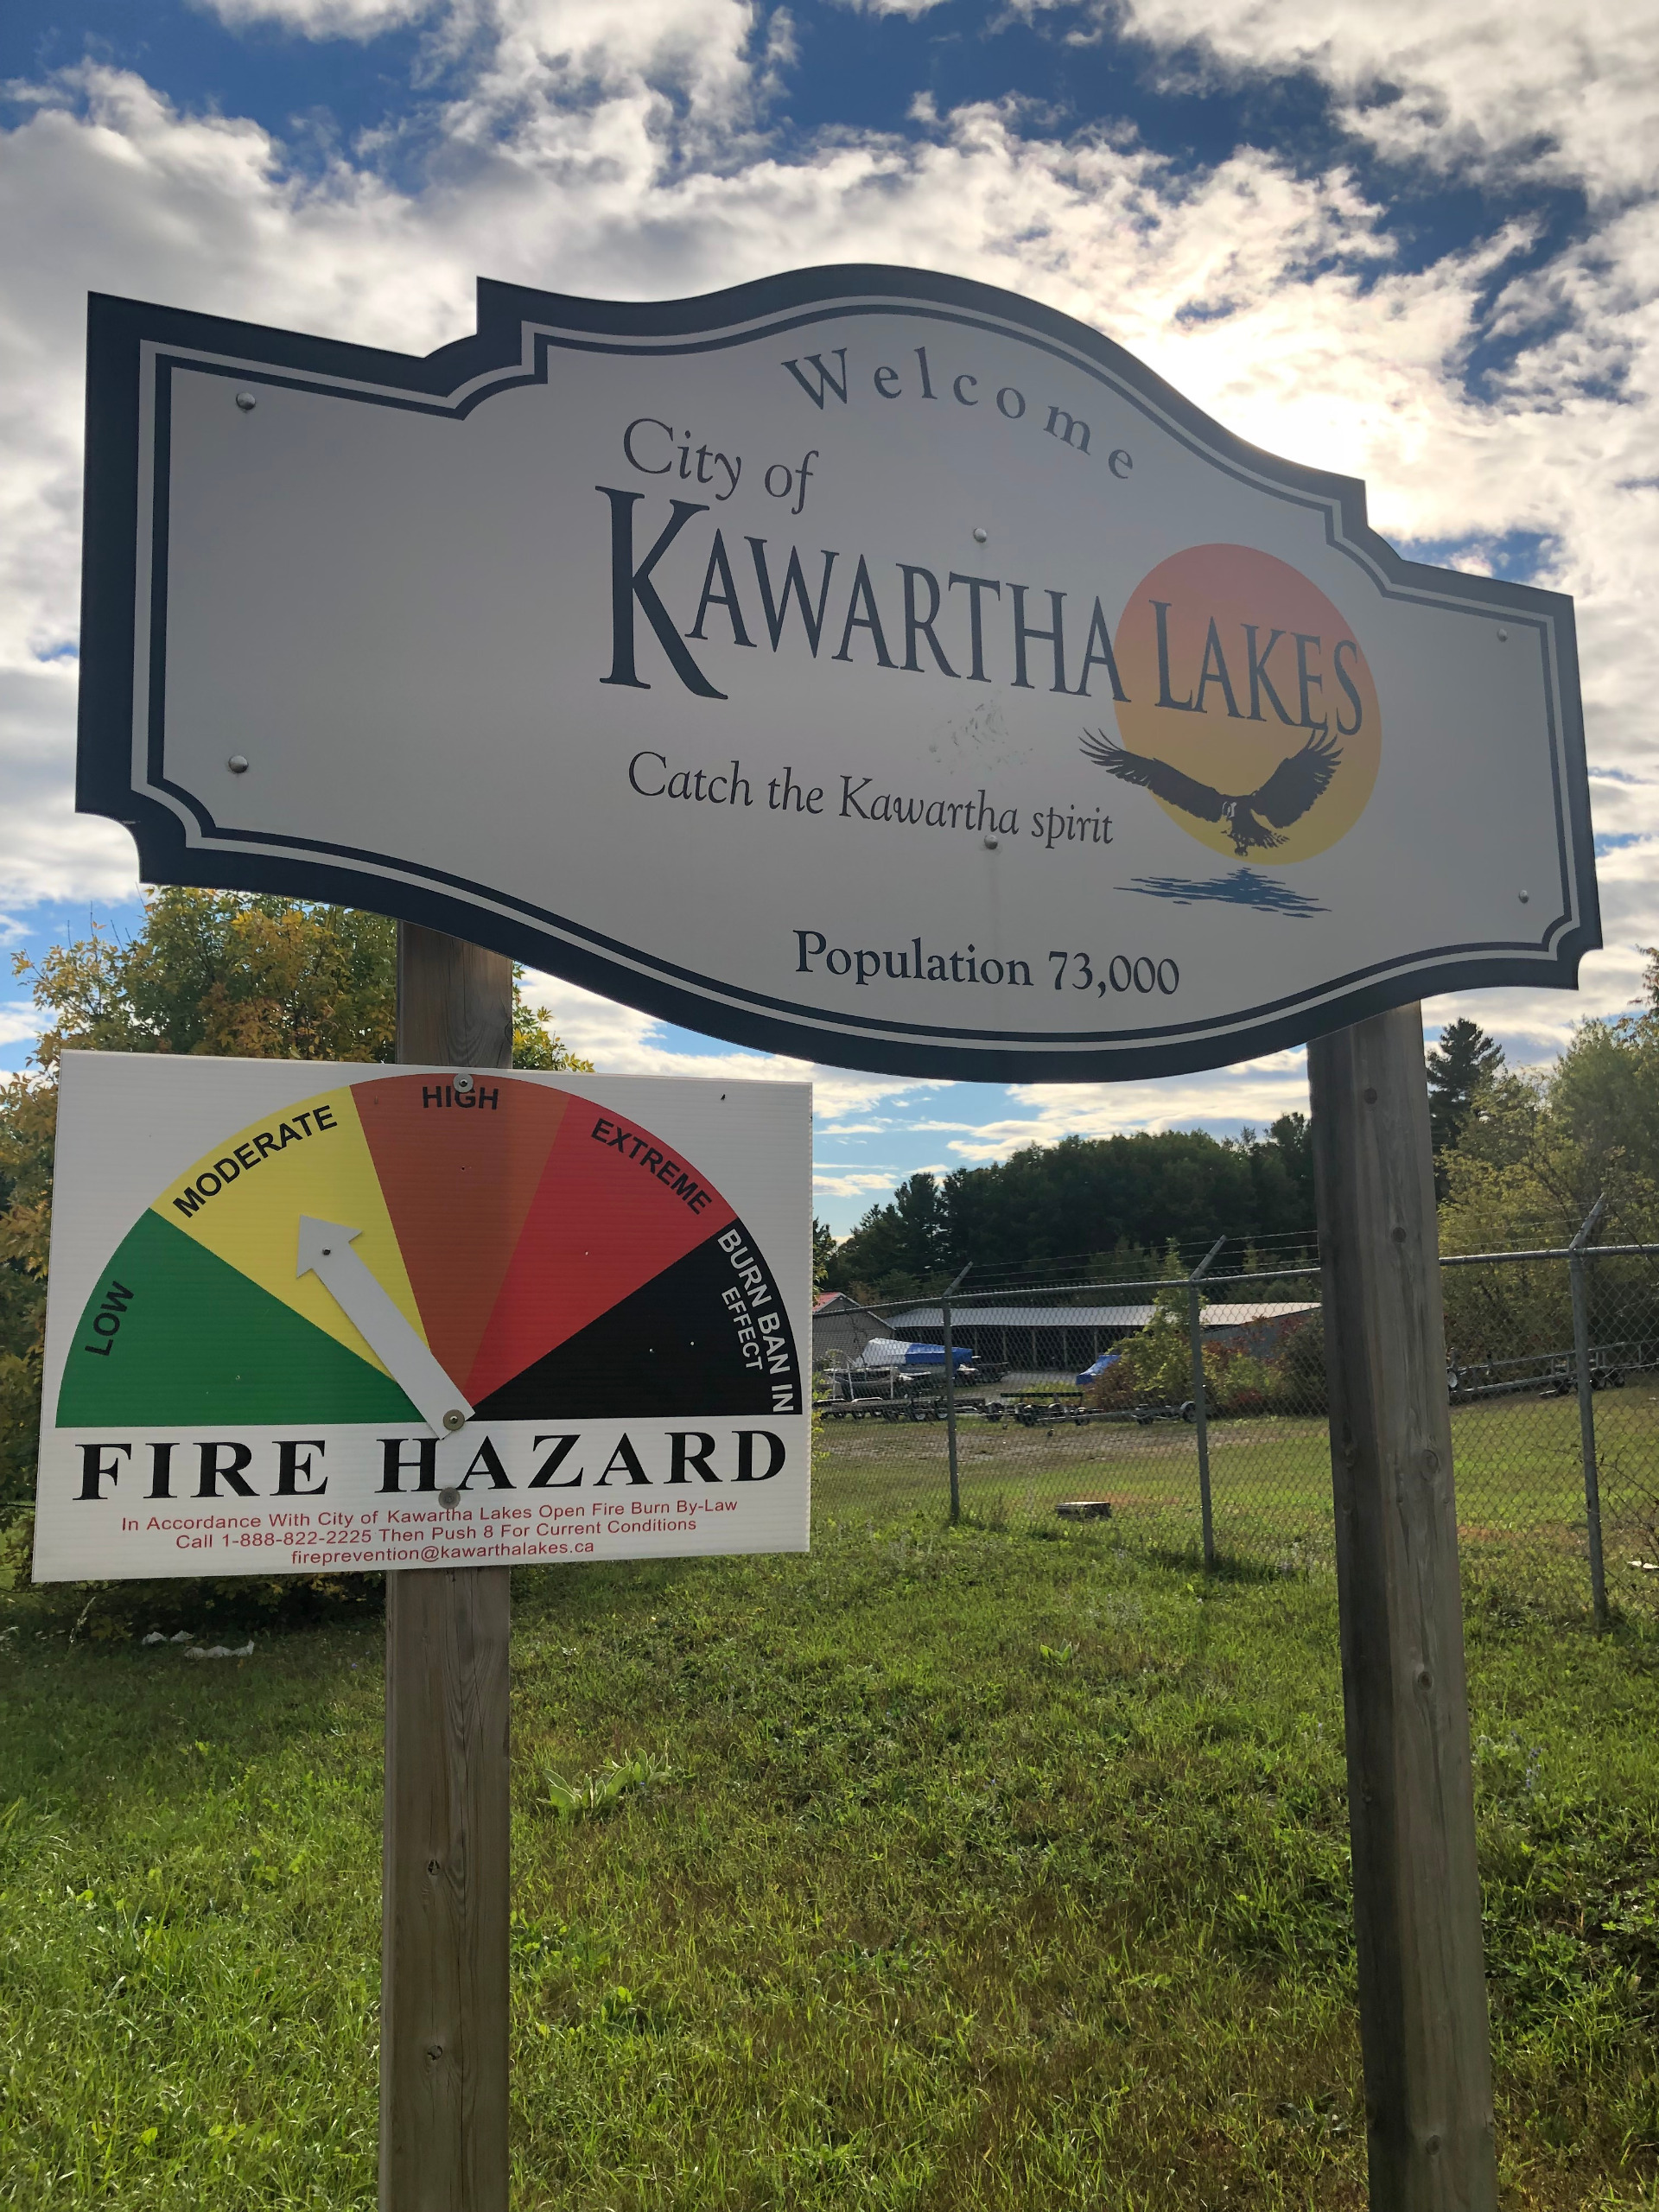 Welcome
City of
KAWARTHA LAKES
Catch the Kawartha spirit
Population 73,000
LOW
MODERATE
HIGH
EXTREME
BURN BAN IN
EFFECT
FIRE HAZARD
In Accordance With City of Kawartha Lakes Open Fire Burn By-Law
Call 1-888-822-2225 Then Push 8 For Current Conditions
fireprevention@kawarthalakes.ca